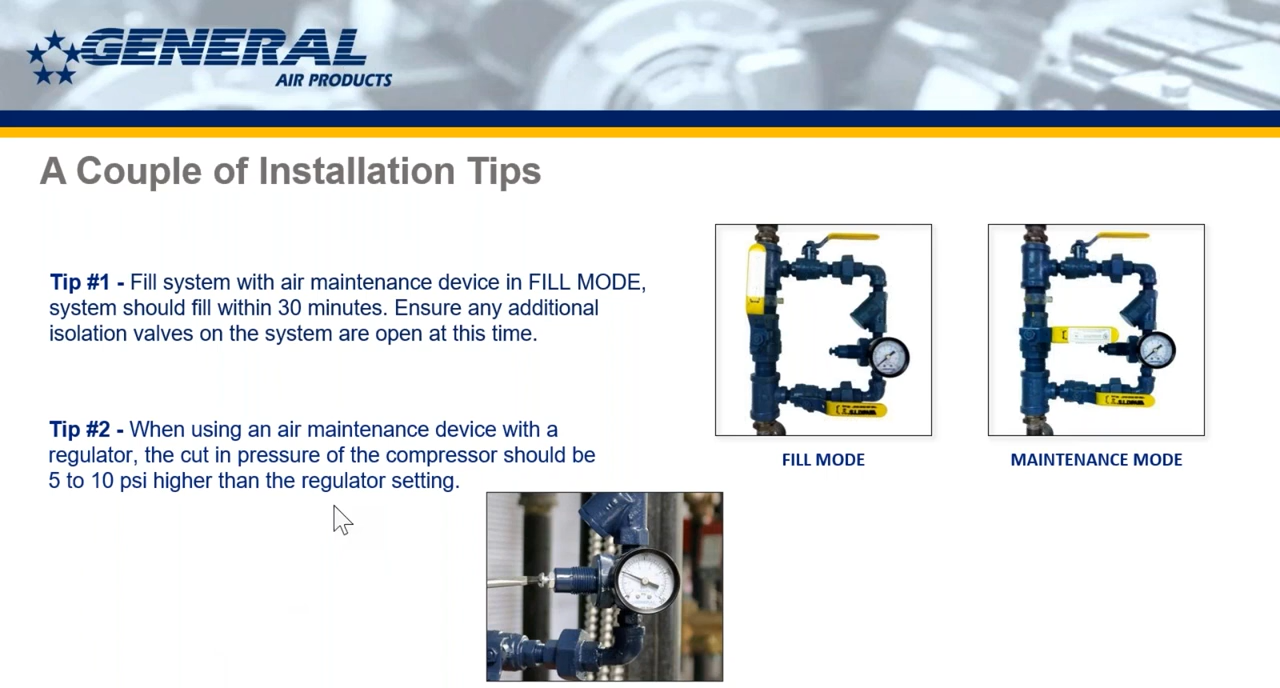 GENERAL
AIR PRODUCTS
A Couple of Installation Tips
Tip #1 - Fill system with air maintenance device in FILL MODE,
system should fill within 30 minutes. Ensure any additional
isolation valves on the system are open at this time.
Tip #2 - When using an air maintenance device with a
regulator, the cut in pressure of the compressor should be
5 to 10 psi higher than the regulator setting.
FILL MODE
MAINTENANCE MODE
GENERAL